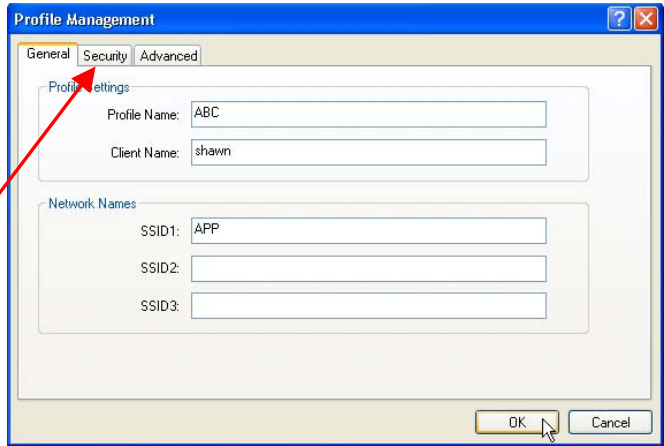 Profile Management
General Security Advanced
Profile Settings
Profile Name: ABC
Client Name: shawn
Network Names
SSID1: APP
SSID2:
SSID3:
OK Cancel